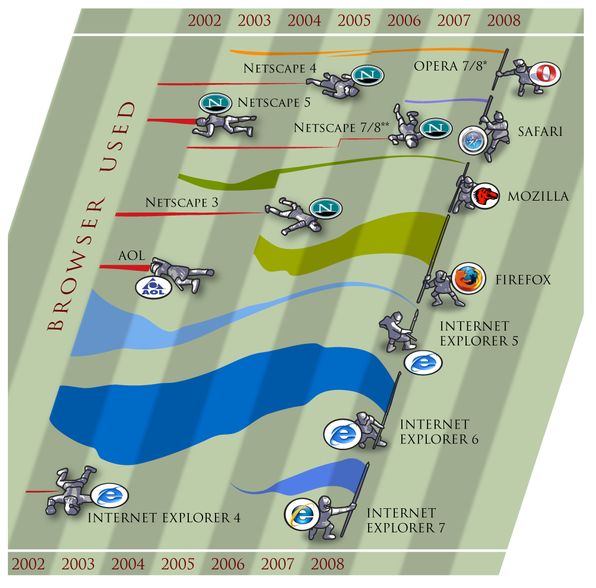 2002 2003 2004 2005 2006 2007 2008
OPERA 7/8*
NETSCAPE 4
N
NETSCAPE 5
N
NETSCAPE 7/8**
N
SAFARI
MOZILLA
NETSCAPE 3
N
BROWSER USED
AOL
AOL
FIREFOX
INTERNET
EXPLORER 5
INTERNET
EXPLORER 6
INTERNET EXPLORER 4
INTERNET
EXPLORER 7
2002 2003 2004 2005 2006 2007 2008